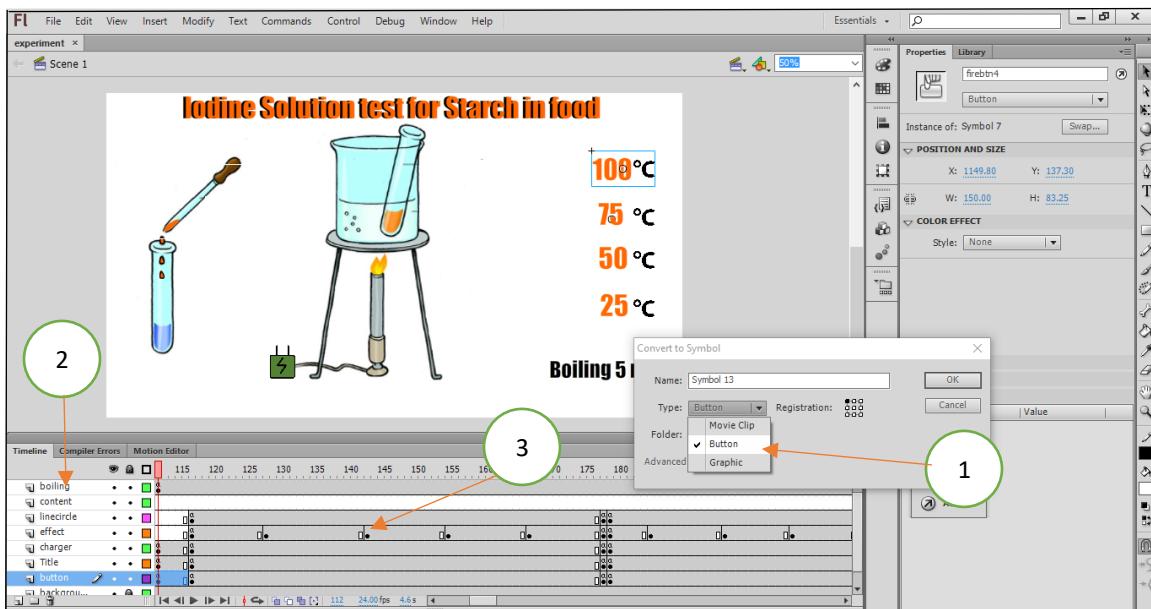 Fl File Edit View Insert Modify Text Commands Control Debug Window Help Essentials
experiment ×
Scene 1 50%
Properties Library
firebtn4
Button
Instance of: Symbol 7 Swap...
POSITION AND SIZE
X: 1149.80 Y: 137.30
W: 150.00 H: 83.25
COLOR EFFECT
Style: None
Iodine Solution test for Starch in food
100°C
75 °C
50 °C
25 °C
Boiling 5
Convert to Symbol
Name: Symbol 13 OK
Type: Button Registration: Cancel
Movie Clip
Folder: Button
Advanced Graphic
Value
2
3
1
Timeline Compiler Errors Motion Editor
115 120 125 130 135 140 145 150 155 175 180
boiling
content
linecircle
effect
charger
Title
button
backgrou...
112 24.00 fps 4.6 s